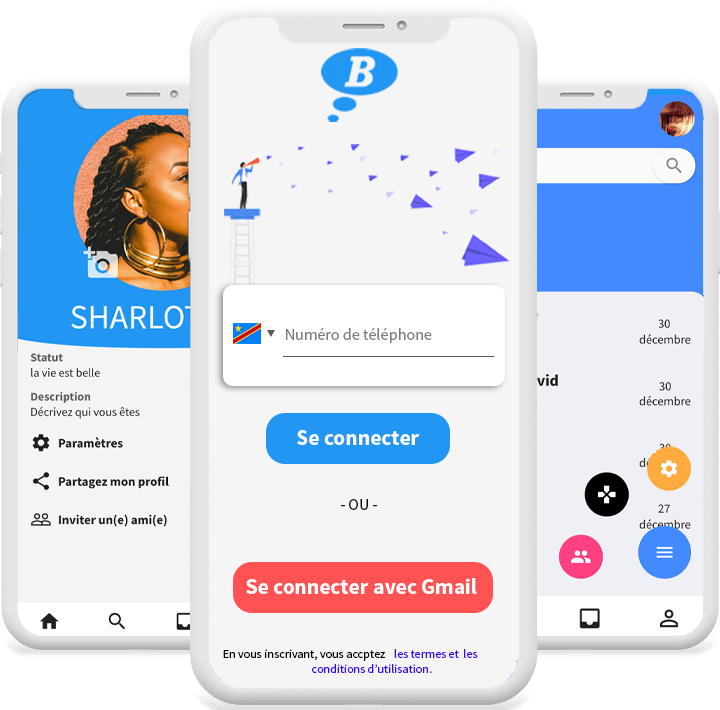 B
SHARLOT
Statut
la vie est belle
Description
Décrivez qui vous êtes
Paramètres
Partagez mon profil
Inviter un(e) ami(e)
Numéro de téléphone
Se connecter
- OU -
Se connecter avec Gmail
En vous inscrivant, vous accptez les termes et les
conditions d'utilisation.
30
décembre
vid
30
décembre
30
27
décembre